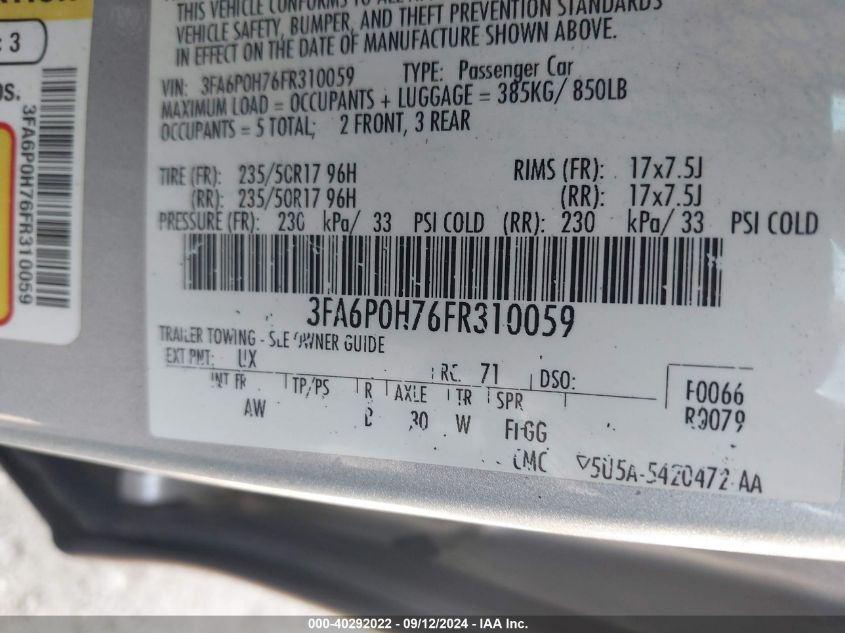 THIS VEHICLE CONFORMS TO ALL
VEHICLE SAFETY, BUMPER, AND THEFT PREVENTION STANDARDS
IN EFFECT ON THE DATE OF MANUFACTURE SHOWN ABOVE.
VIN: 3FA6P0H76FR310059 TYPE: Passenger Car
MAXIMUM LOAD = OCCUPANTS + LUGGAGE = 385KG/ 850LB
OCCUPANTS = 5 TOTAL; 2 FRONT, 3 REAR
TIRE (FR): 235/50R17 96H RIMS (FR): 17x7.5J
(RR): 235/50R17 96H (RR): 17x7.5J
PRESSURE (FR): 230 kPa/ 33 PSI COLD (RR): 230 kPa/ 33 PSI COLD
3FA6P0H76FR310059
TRAILER TOWING - SEE OWNER GUIDE
EXT PNT: UX RC: 71 DSO:
INT FR TP/PS R AXLE TR SPR F0066
AW 30 W R0079
5U5A-5420472-AA
: 3
3FA6P0H76FR310059
000-40292022 - 09/12/2024 - IAAI Inc.